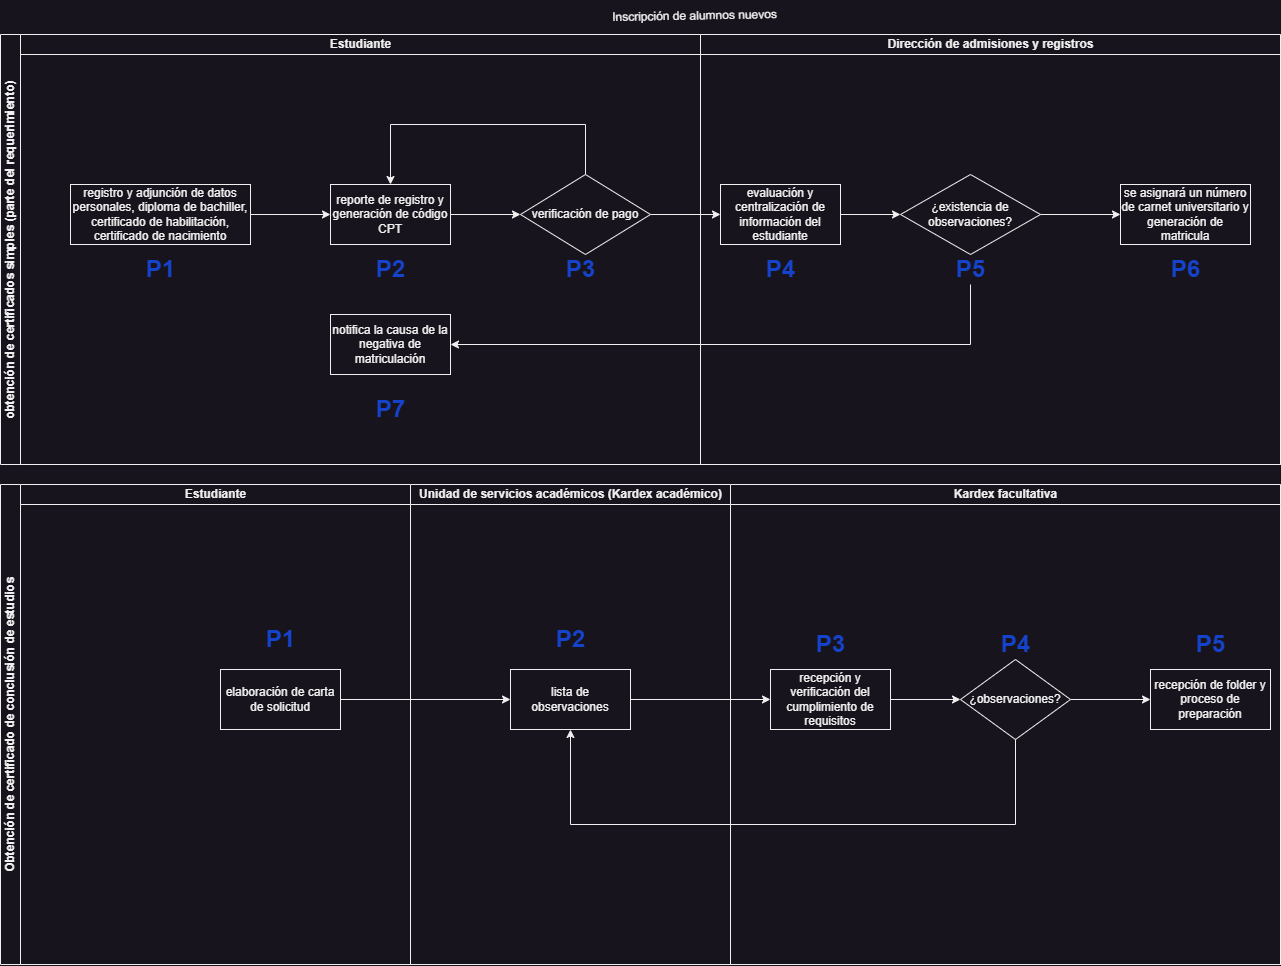 Inscripción de alumnos nuevos
obtención de certificados simples (parte del requerimiento)
Estudiante
Dirección de admisiones y registros
registro y adjunción de datos
personales, diploma de bachiller,
certificado de habilitación,
certificado de nacimiento
P1
reporte de registro y
generación de código
CPT
P2
verificación de pago
P3
evaluación y
centralización de
información del
estudiante
P4
¿existencia de
observaciones?
P5
se asignará un número
de carnet universitario y
generación de
matricula
P6
notifica la causa de la
negativa de
matriculación
P7
Obtención de certificado de conclusión de estudios
Estudiante
Unidad de servicios académicos (Kardex académico)
Kardex facultativa
P1
elaboración de carta
de solicitud
P2
lista de
observaciones
P3
recepción y
verificación del
cumplimiento de
requisitos
P4
¿observaciones?
P5
recepción de folder y
proceso de
preparación